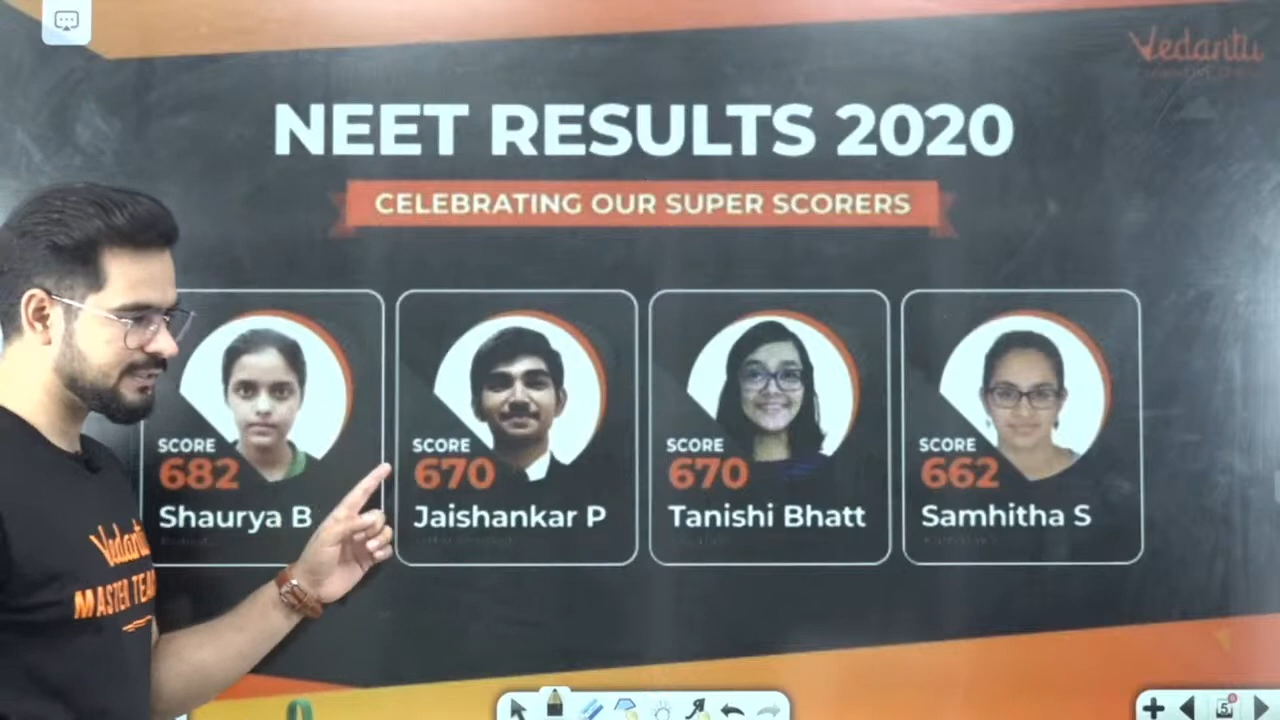 Vedantu
NEET RESULTS 2020
CELEBRATING OUR SUPER SCORERS
SCORE
682
Shaurya B
SCORE
670
Jaishankar P
SCORE
670
Tanishi Bhatt
SCORE
662
Samhitha S
Vedantu
MASTER TEA
5